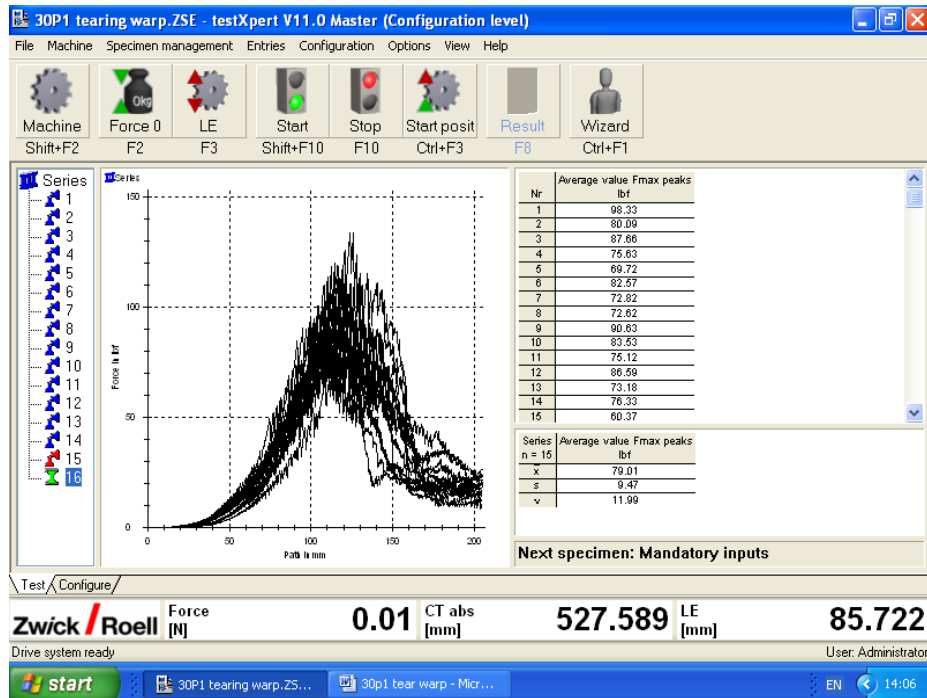 30P1 tearing warp.ZSE - testXpert V11.0 Master (Configuration level)
File Machine Specimen management Entries Configuration Options View Help
0kg
Machine Force 0 LE Start Stop Start posit Result Wizard
Shift+F2 F2 F3 Shift+F10 F10 Ctrl+F3 F8 Ctrl+F1
Series
1
2
3
4
5
6
7
8
9
10
11
12
13
14
15
16
Series
150
100
50
0
Force in lbf
0 50 100 150 200
Path in mm
Nr Average value Fmax peaks lbf
1 98.33
2 80.09
3 87.66
4 75.63
5 69.72
6 82.57
7 72.82
8 72.62
9 90.63
10 83.53
11 75.12
12 86.59
13 73.18
14 76.33
15 60.37
Series Average value Fmax peaks
n = 15 lbf
x̄ 79.01
s 9.47
v 11.99
Next specimen: Mandatory inputs
Test Configure
Zwick / Roell Force [N] 0.01 CT abs [mm] 527.589 LE [mm] 85.722
Drive system ready User: Administrator
start 30P1 tearing warp.ZS... 30p1 tear warp - Micr... EN 14:06